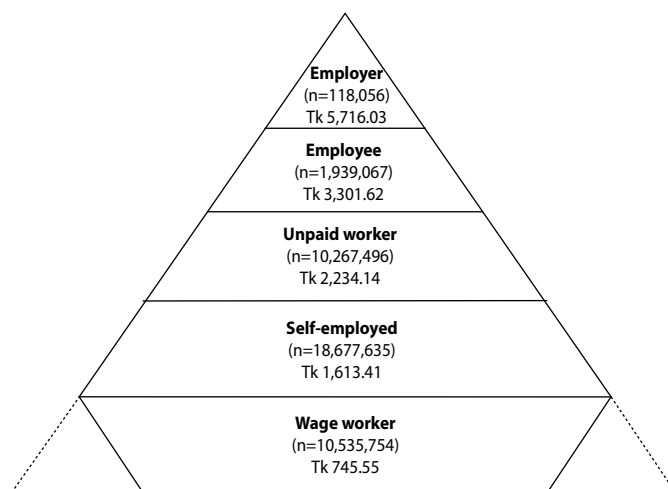 Employer
(n=118,056)
Tk 5,716.03
Employee
(n=1,939,067)
Tk 3,301.62
Unpaid worker
(n=10,267,496)
Tk 2,234.14
Self-employed
(n=18,677,635)
Tk 1,613.41
Wage worker
(n=10,535,754)
Tk 745.55